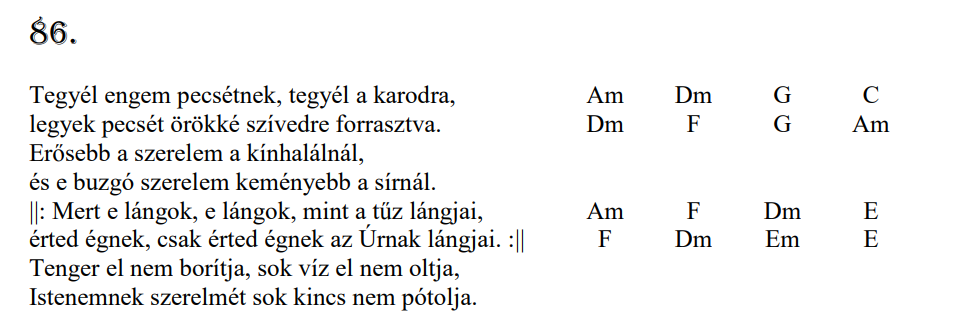 86.
Tegyél engem pecsétnek, tegyél a karodra, Am Dm G C
legyek pecsét örökké szívedre forrasztva. Dm F G Am
Erősebb a szerelem a kínhalálnál,
és e buzgó szerelem keményebb a sírnál.
||: Mert e lángok, e lángok, mint a tűz lángjai, Am F Dm E
érted égnek, csak érted égnek az Úrnak lángjai. :|| F Dm Em E
Tenger el nem borítja, sok víz el nem oltja,
Istenemnek szerelmét sok kincs nem pótolja.